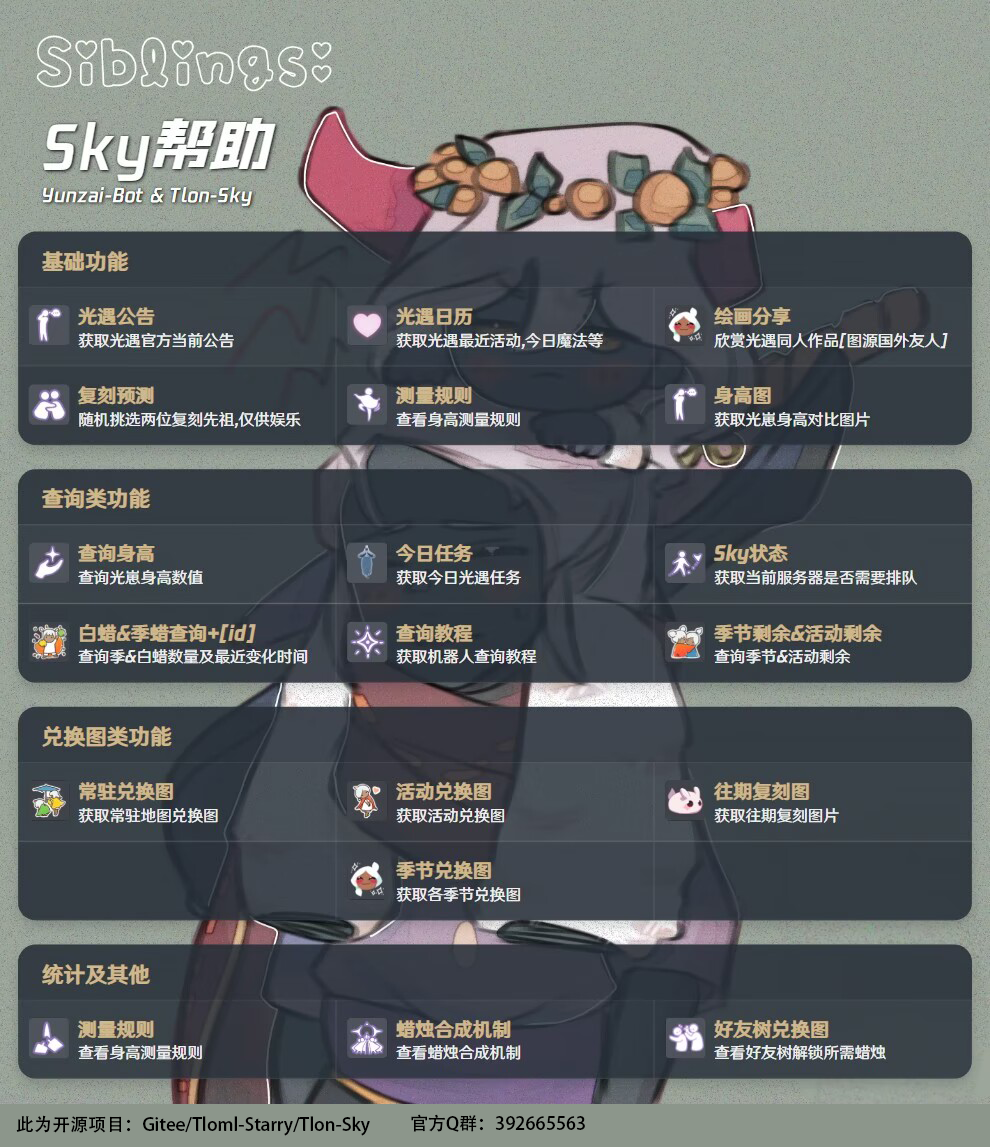 Siblings
Sky帮助
Yunzai-Bot & Tlon-Sky
基础功能
光遇公告
获取光遇官方当前公告
光遇日历
获取光遇最近活动,今日魔法等
绘画分享
欣赏光遇同人作品[图源国外友人]
复刻预测
随机挑选两位复刻先祖,仅供娱乐
测量规则
查看身高测量规则
身高图
获取光崽身高对比图片
查询类功能
查询身高
查询光崽身高数值
今日任务
获取今日光遇任务
Sky状态
获取当前服务器是否需要排队
白蜡&季蜡查询+[id]
查询季&白蜡数量及最近变化时间
查询教程
获取机器人查询教程
季节剩余&活动剩余
查询季节&活动剩余
兑换图类功能
常驻兑换图
获取常驻地图兑换图
活动兑换图
获取活动兑换图
往期复刻图
获取往期复刻图片
季节兑换图
获取各季节兑换图
统计及其他
测量规则
查看身高测量规则
蜡烛合成机制
查看蜡烛合成机制
好友树兑换图
查看好友树解锁所需蜡烛
此为开源项目：Gitee/Tloml-Starry/Tlon-Sky 官方Q群：392665563